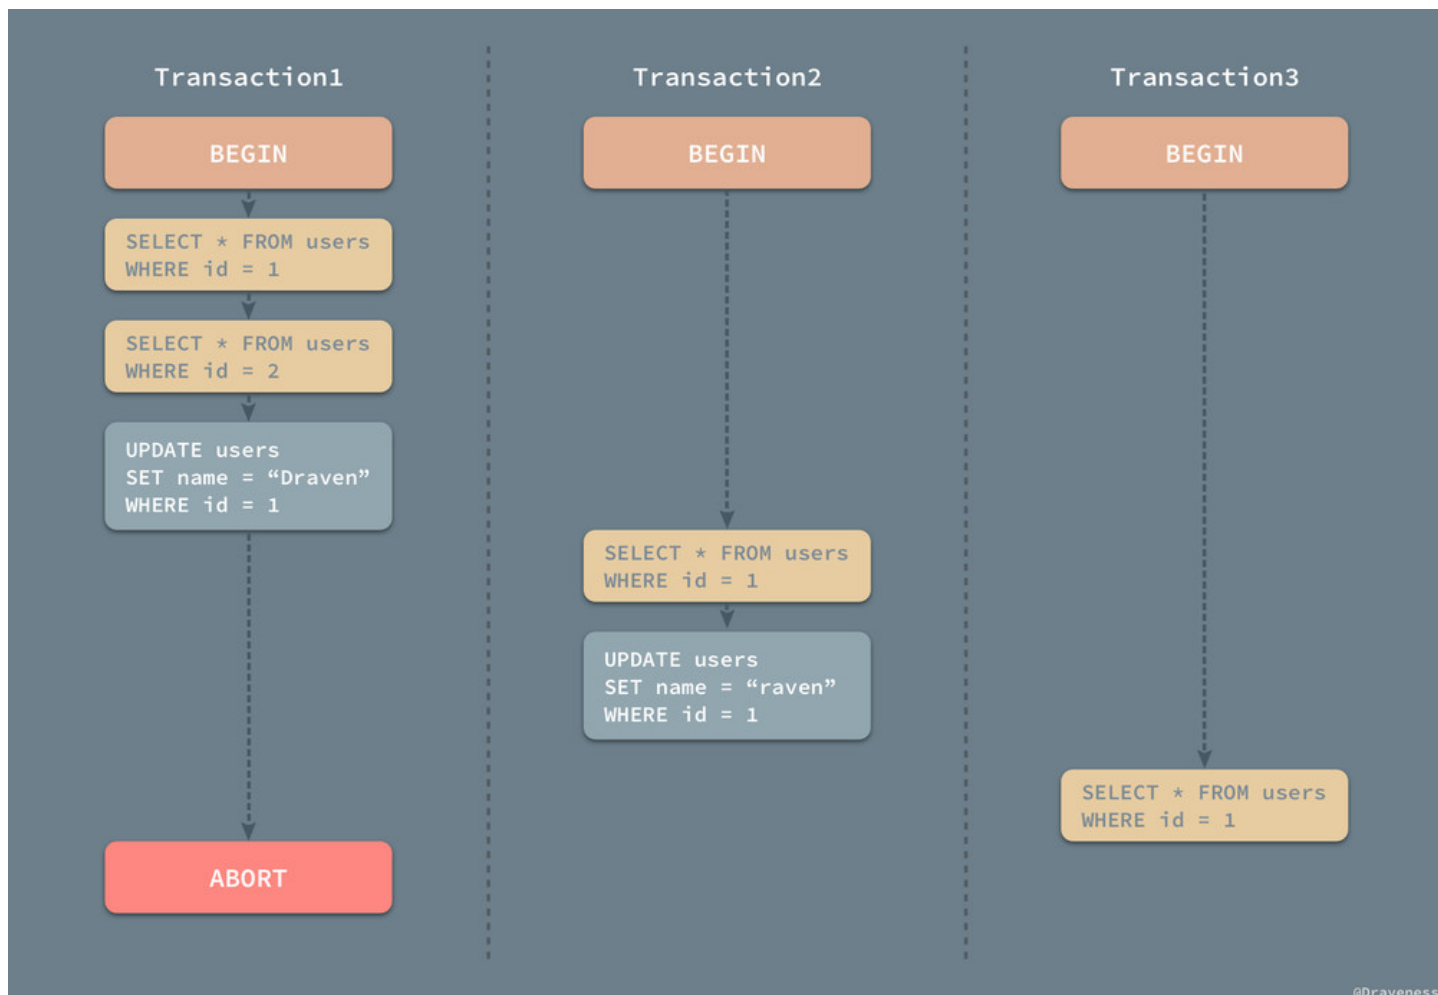 Transaction1
BEGIN
SELECT * FROM users
WHERE id = 1
SELECT * FROM users
WHERE id = 2
UPDATE users
SET name = “Draven”
WHERE id = 1
ABORT
Transaction2
BEGIN
SELECT * FROM users
WHERE id = 1
UPDATE users
SET name = “raven”
WHERE id = 1
Transaction3
BEGIN
SELECT * FROM users
WHERE id = 1
@Draveness